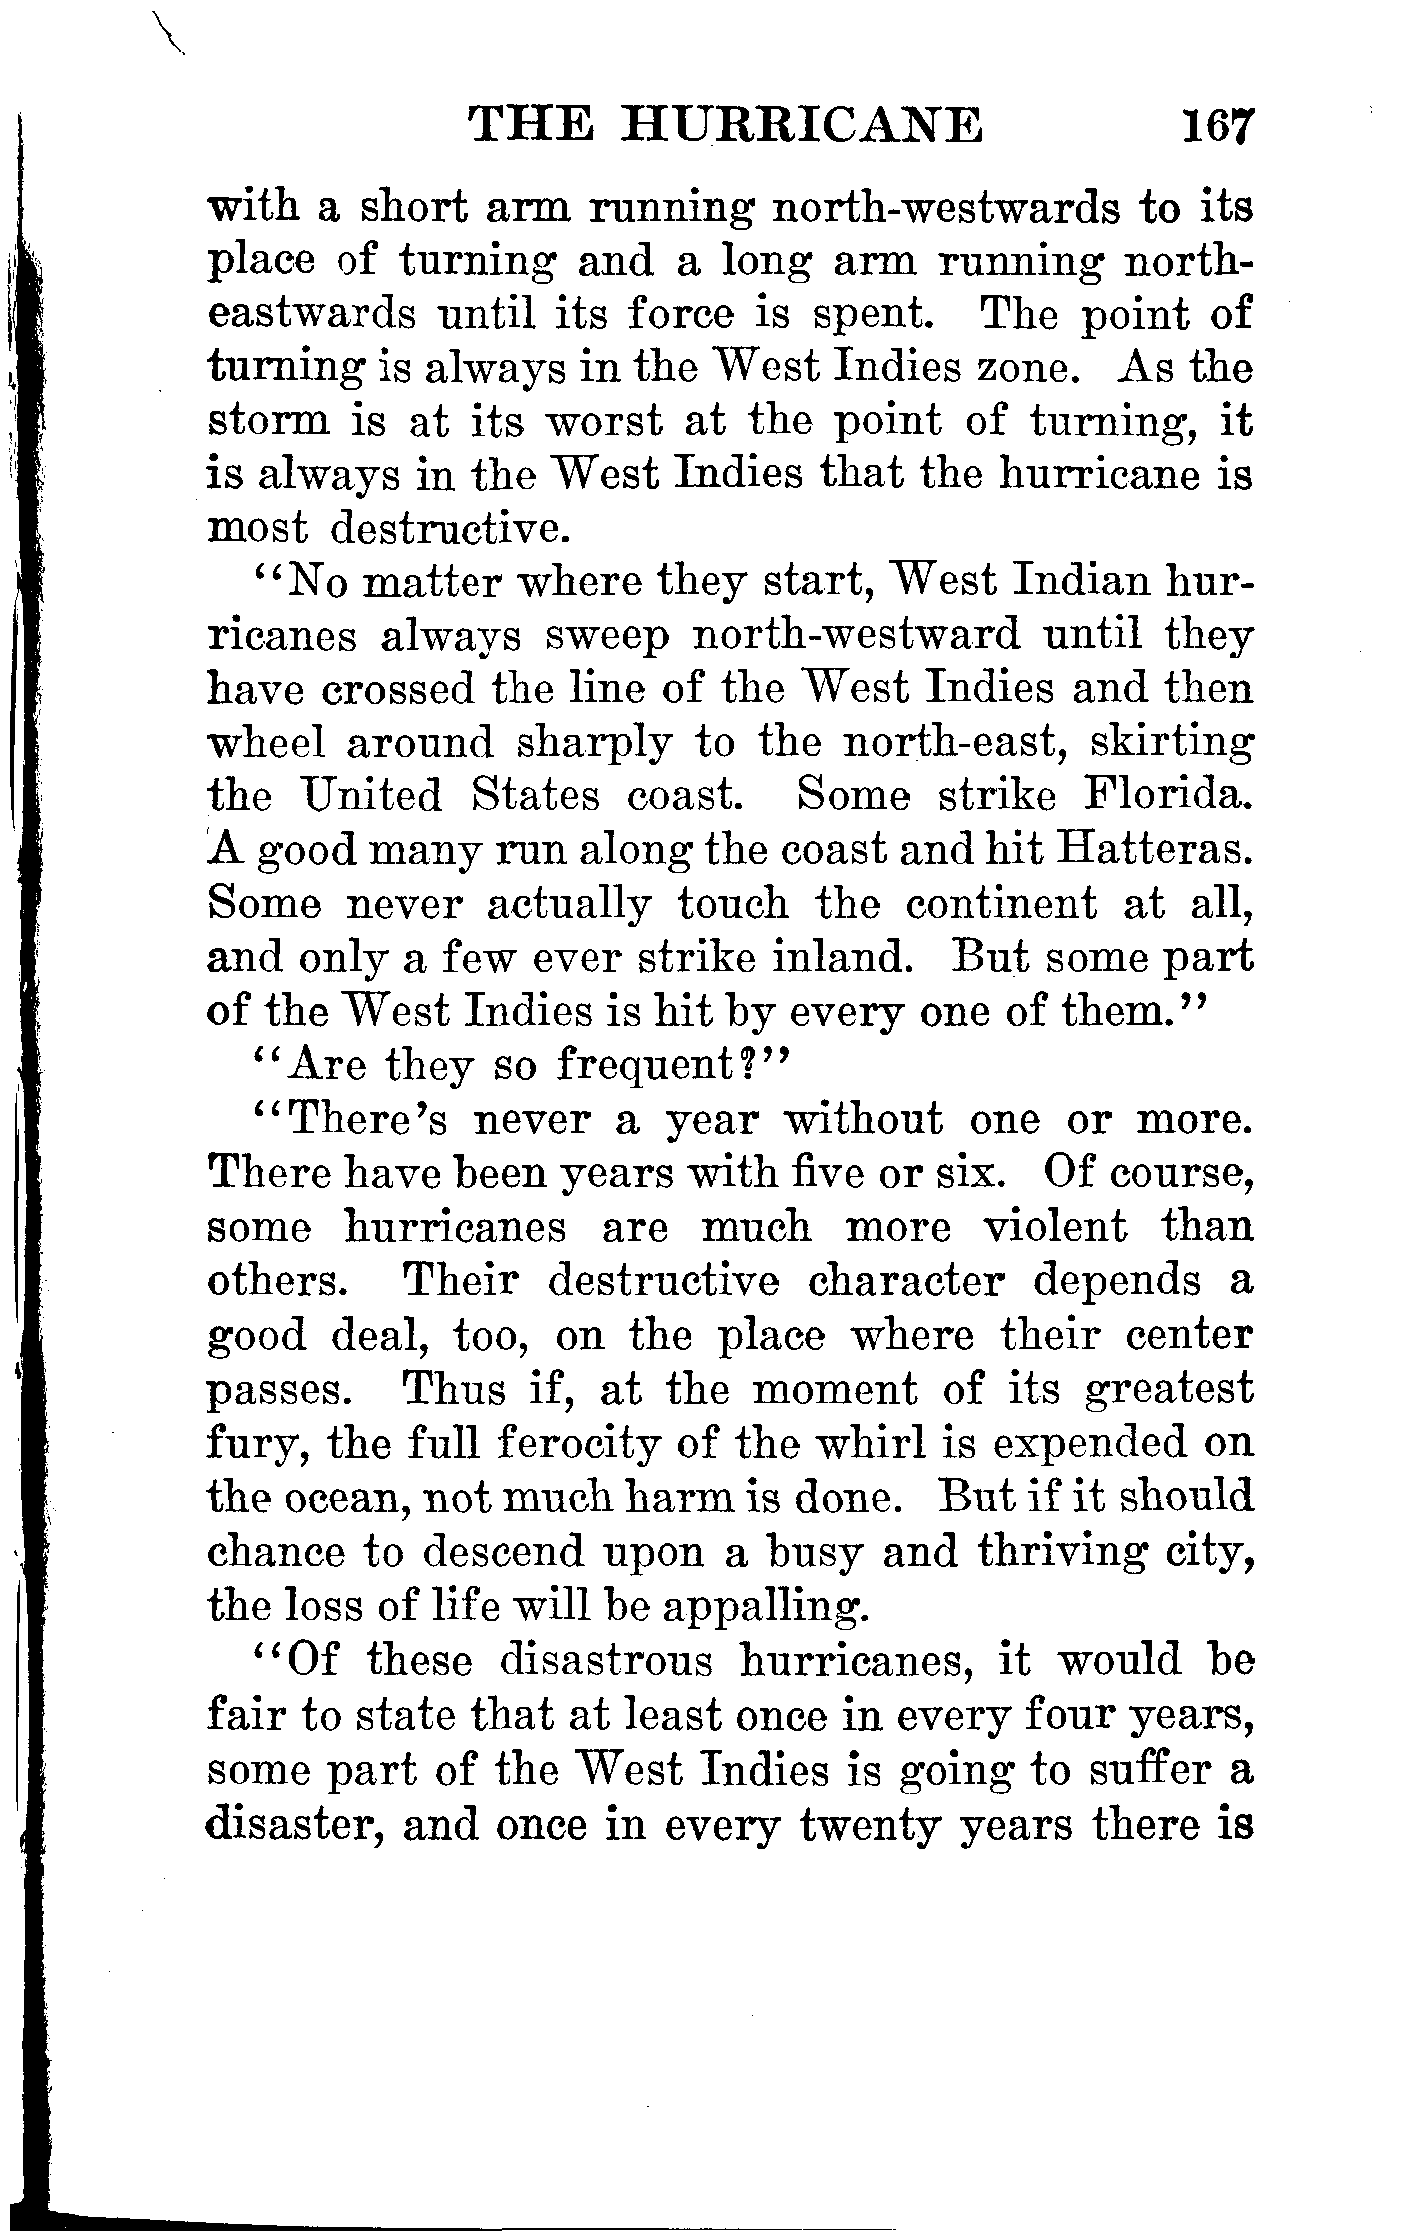 THE HURRICANE 167
with a short arm running north-westwards to its
place of turning and a long arm running north-
eastwards until its force is spent. The point of
turning is always in the West Indies zone. As the
storm is at its worst at the point of turning, it
is always in the West Indies that the hurricane is
most destructive.
“No matter where they start, West Indian hur-
ricanes always sweep north-westward until they
have crossed the line of the West Indies and then
wheel around sharply to the north-east, skirting
the United States coast. Some strike Florida.
A good many run along the coast and hit Hatteras.
Some never actually touch the continent at all,
and only a few ever strike inland. But some part
of the West Indies is hit by every one of them.”
“Are they so frequent?”
“There’s never a year without one or more.
There have been years with five or six. Of course,
some hurricanes are much more violent than
others. Their destructive character depends a
good deal, too, on the place where their center
passes. Thus if, at the moment of its greatest
fury, the full ferocity of the whirl is expended on
the ocean, not much harm is done. But if it should
chance to descend upon a busy and thriving city,
the loss of life will be appalling.
“Of these disastrous hurricanes, it would be
fair to state that at least once in every four years,
some part of the West Indies is going to suffer a
disaster, and once in every twenty years there is